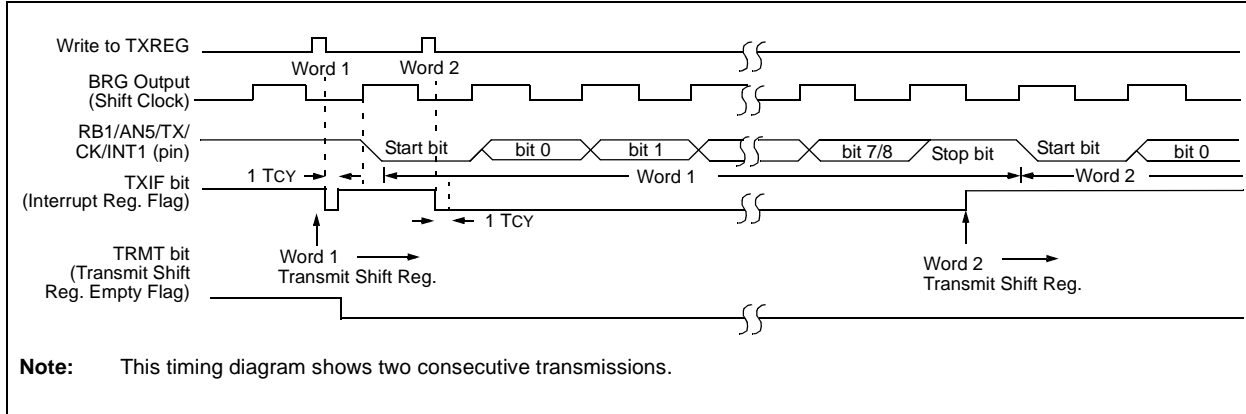 Write to TXREG
Word 1 Word 2
BRG Output
(Shift Clock)
RB1/AN5/TX/
CK/INT1 (pin)
Start bit bit 0 bit 1 bit 7/8 Stop bit Start bit bit 0
1 TCY Word 1 Word 2
TXIF bit
(Interrupt Reg. Flag)
1 TCY
TRMT bit
(Transmit Shift
Reg. Empty Flag)
Word 1
Transmit Shift Reg.
Word 2
Transmit Shift Reg.
Note: This timing diagram shows two consecutive transmissions.